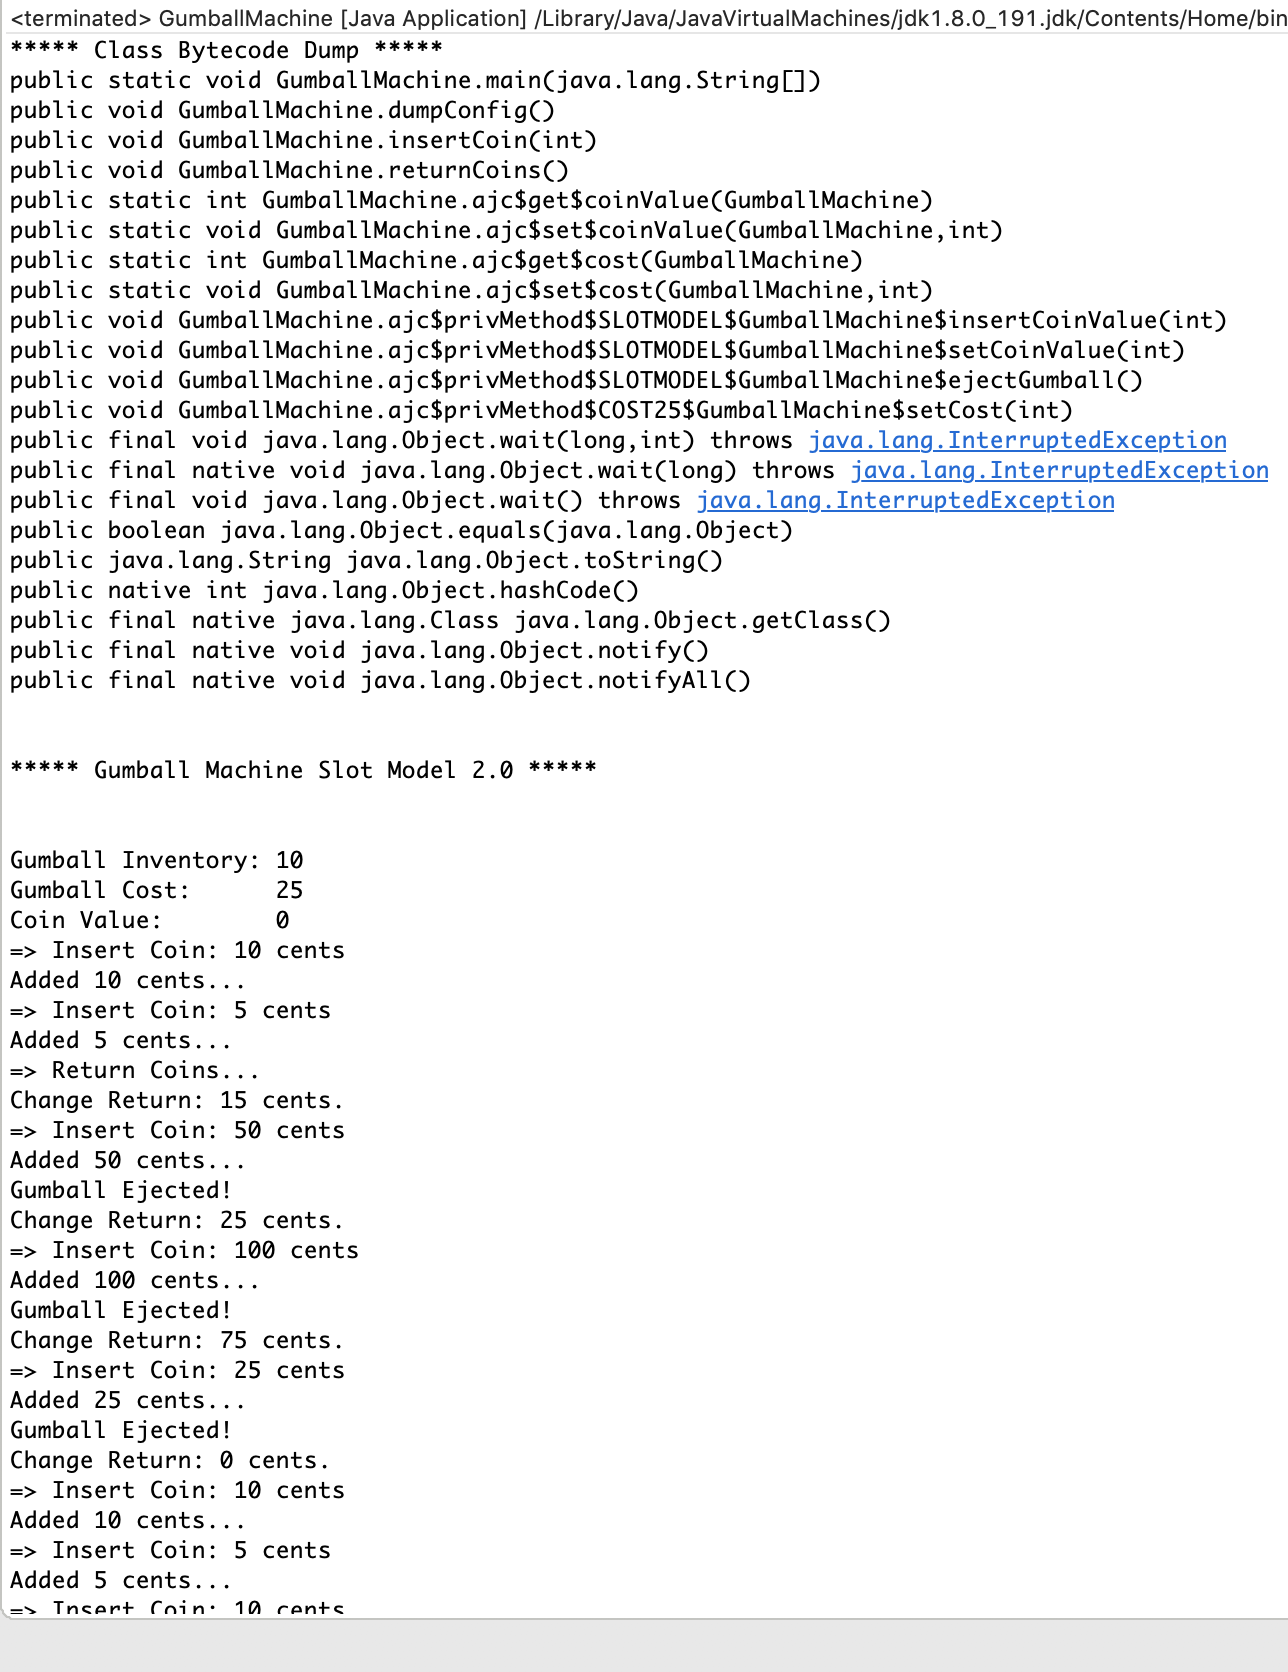 <terminated> GumballMachine [Java Application] /Library/Java/JavaVirtualMachines/jdk1.8.0_191.jdk/Contents/Home/bin
***** Class Bytecode Dump *****
public static void GumballMachine.main(java.lang.String[])
public void GumballMachine.dumpConfig()
public void GumballMachine.insertCoin(int)
public void GumballMachine.returnCoins()
public static int GumballMachine.ajc$get$coinValue(GumballMachine)
public static void GumballMachine.ajc$set$coinValue(GumballMachine,int)
public static int GumballMachine.ajc$get$cost(GumballMachine)
public static void GumballMachine.ajc$set$cost(GumballMachine,int)
public void GumballMachine.ajc$privMethod$SLOTMODEL$GumballMachine$insertCoinValue(int)
public void GumballMachine.ajc$privMethod$SLOTMODEL$GumballMachine$setCoinValue(int)
public void GumballMachine.ajc$privMethod$SLOTMODEL$GumballMachine$ejectGumball()
public void GumballMachine.ajc$privMethod$COST25$GumballMachine$setCost(int)
public final void java.lang.Object.wait(long,int) throws java.lang.InterruptedException
public final native void java.lang.Object.wait(long) throws java.lang.InterruptedException
public final void java.lang.Object.wait() throws java.lang.InterruptedException
public boolean java.lang.Object.equals(java.lang.Object)
public java.lang.String java.lang.Object.toString()
public native int java.lang.Object.hashCode()
public final native java.lang.Class java.lang.Object.getClass()
public final native void java.lang.Object.notify()
public final native void java.lang.Object.notifyAll()
***** Gumball Machine Slot Model 2.0 *****
Gumball Inventory: 10
Gumball Cost:      25
Coin Value:        0
=> Insert Coin: 10 cents
Added 10 cents...
=> Insert Coin: 5 cents
Added 5 cents...
=> Return Coins...
Change Return: 15 cents.
=> Insert Coin: 50 cents
Added 50 cents...
Gumball Ejected!
Change Return: 25 cents.
=> Insert Coin: 100 cents
Added 100 cents...
Gumball Ejected!
Change Return: 75 cents.
=> Insert Coin: 25 cents
Added 25 cents...
Gumball Ejected!
Change Return: 0 cents.
=> Insert Coin: 10 cents
Added 10 cents...
=> Insert Coin: 5 cents
Added 5 cents...
=> Insert Coin: 10 cents